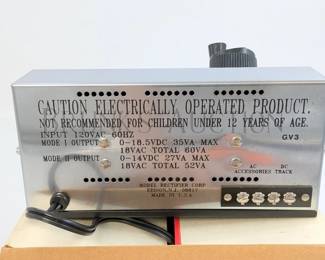 CAUTION ELECTRICALLY OPERATED PRODUCT.
NOT RECOMMENDED FOR CHILDREN UNDER 12 YEARS OF AGE.
INPUT 120VAC 60HZ
GV3
MODE I OUTPUT 0-18.5VDC 35VA MAX
18VAC TOTAL 60VA
MODE II OUTPUT 0-14VDC 27VA MAX
18VAC TOTAL 52VA
AC DC
ACCESSORIES TRACK
MODEL RECTIFIER CORP
EDISON, N.J. 08817
MADE IN U.S.A